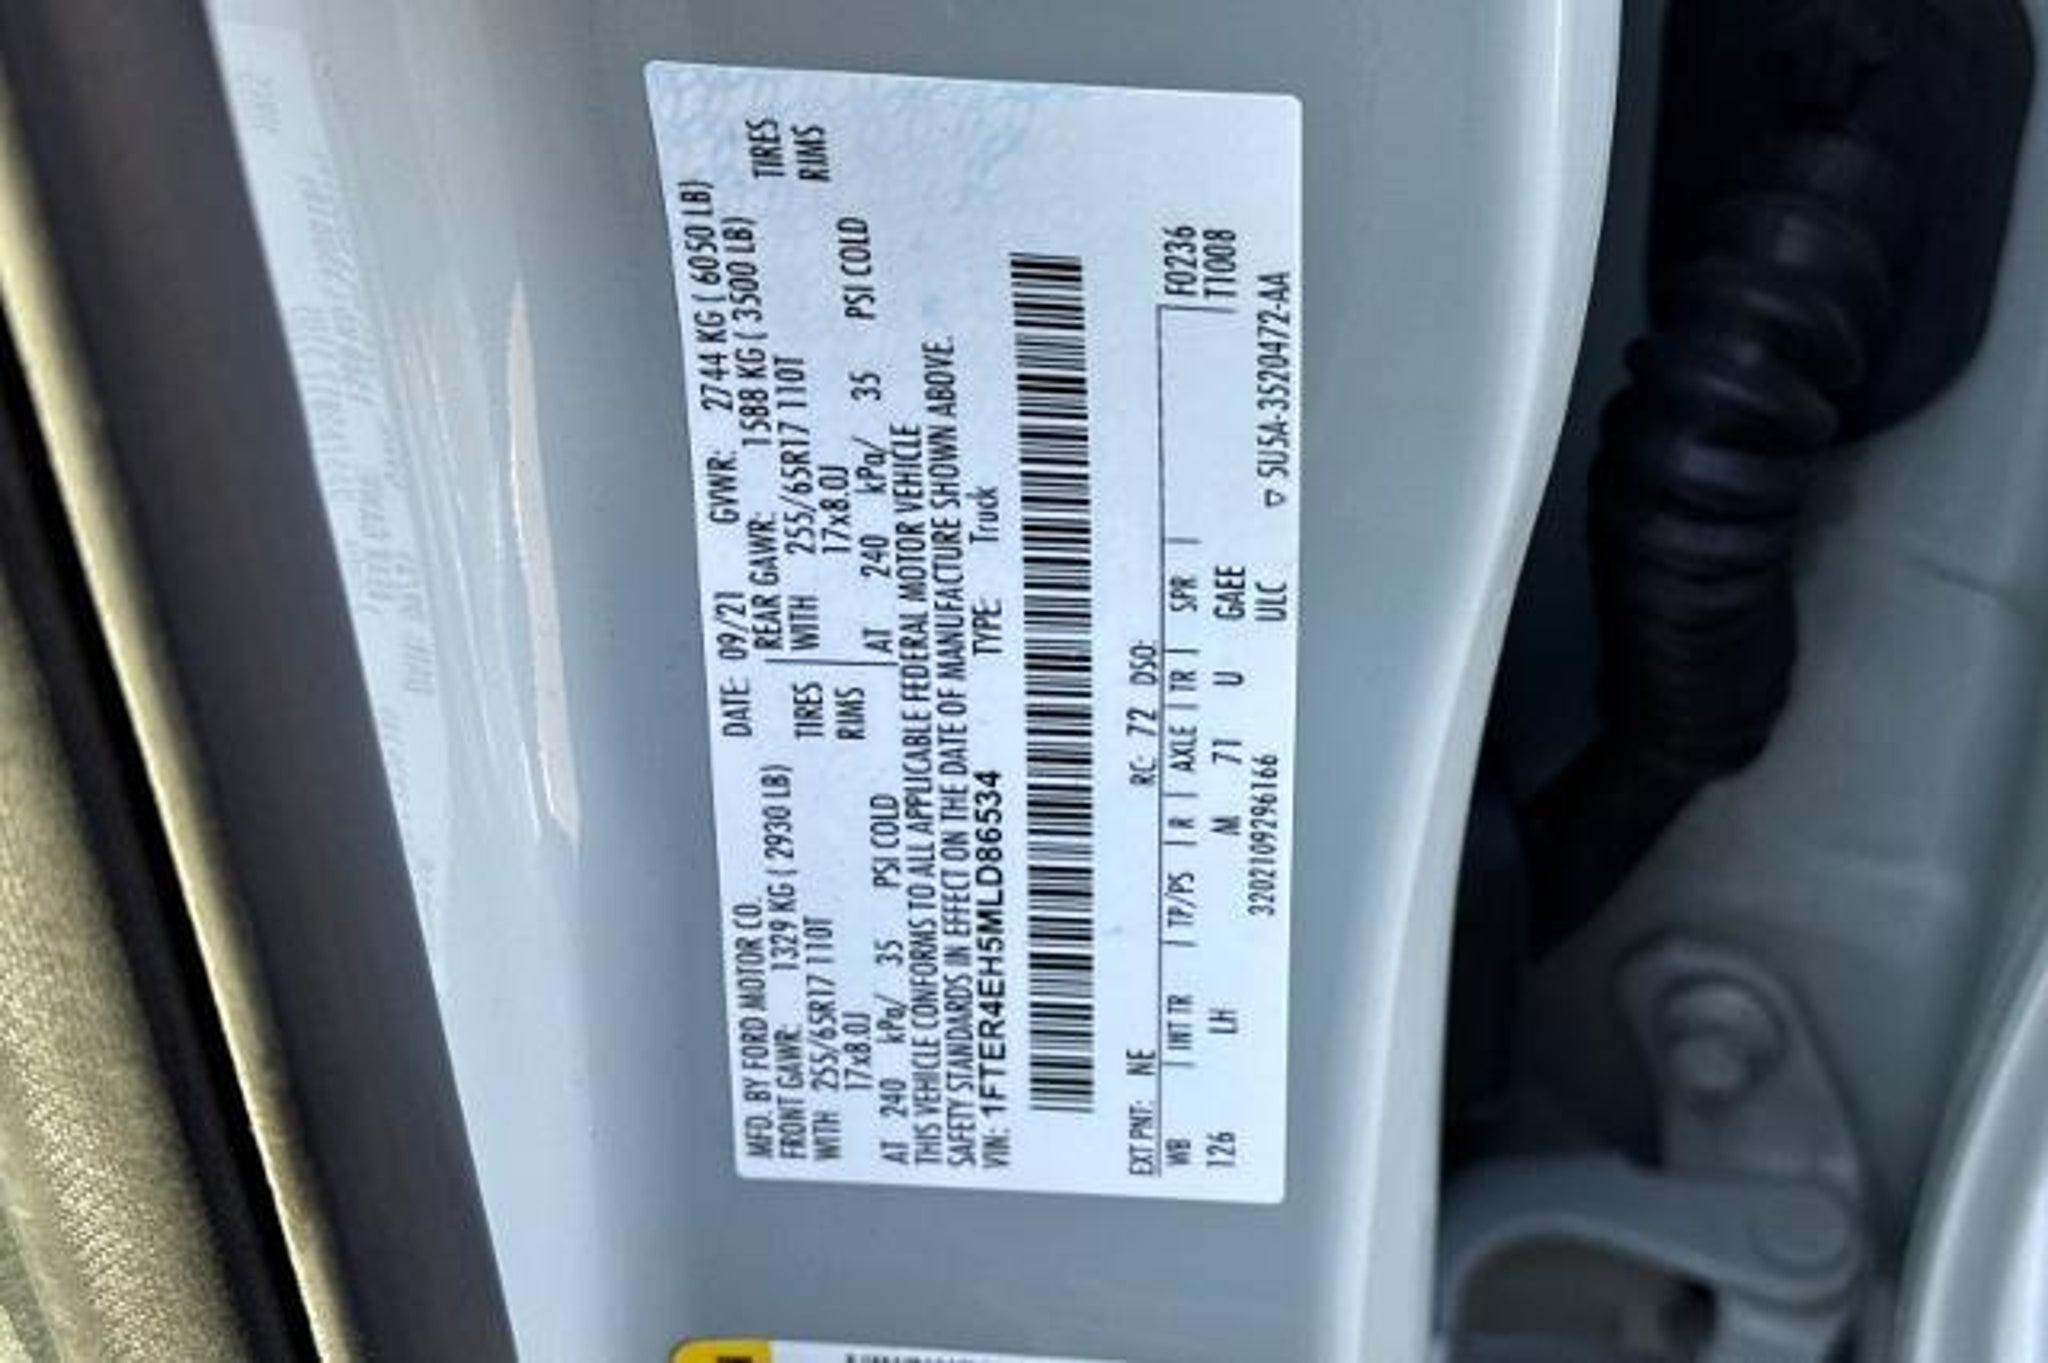 MFD. BY FORD MOTOR CO. DATE: 09/21 GVWR: 2744 KG ( 6050 LB)
FRONT GAWR: 1329 KG ( 2930 LB) REAR GAWR: 1588 KG ( 3500 LB)
WITH 255/65R17 110T TIRES WITH 255/65R17 110T TIRES
17x8.0J RIMS 17x8.0J RIMS
AT 240 kPa/ 35 PSI COLD AT 240 kPa/ 35 PSI COLD
THIS VEHICLE CONFORMS TO ALL APPLICABLE FEDERAL MOTOR VEHICLE
SAFETY STANDARDS IN EFFECT ON THE DATE OF MANUFACTURE SHOWN ABOVE.
VIN: 1FTER4EH5MLD86534 TYPE: Truck
EXT PNT: NE RC: 72 DSO:
WB INT TR TP/PS R AXLE TR SPR F0236
126 LH M 71 U GAEE T1008
3202109296166 ULC ▽ 5U5A-3520472-AA